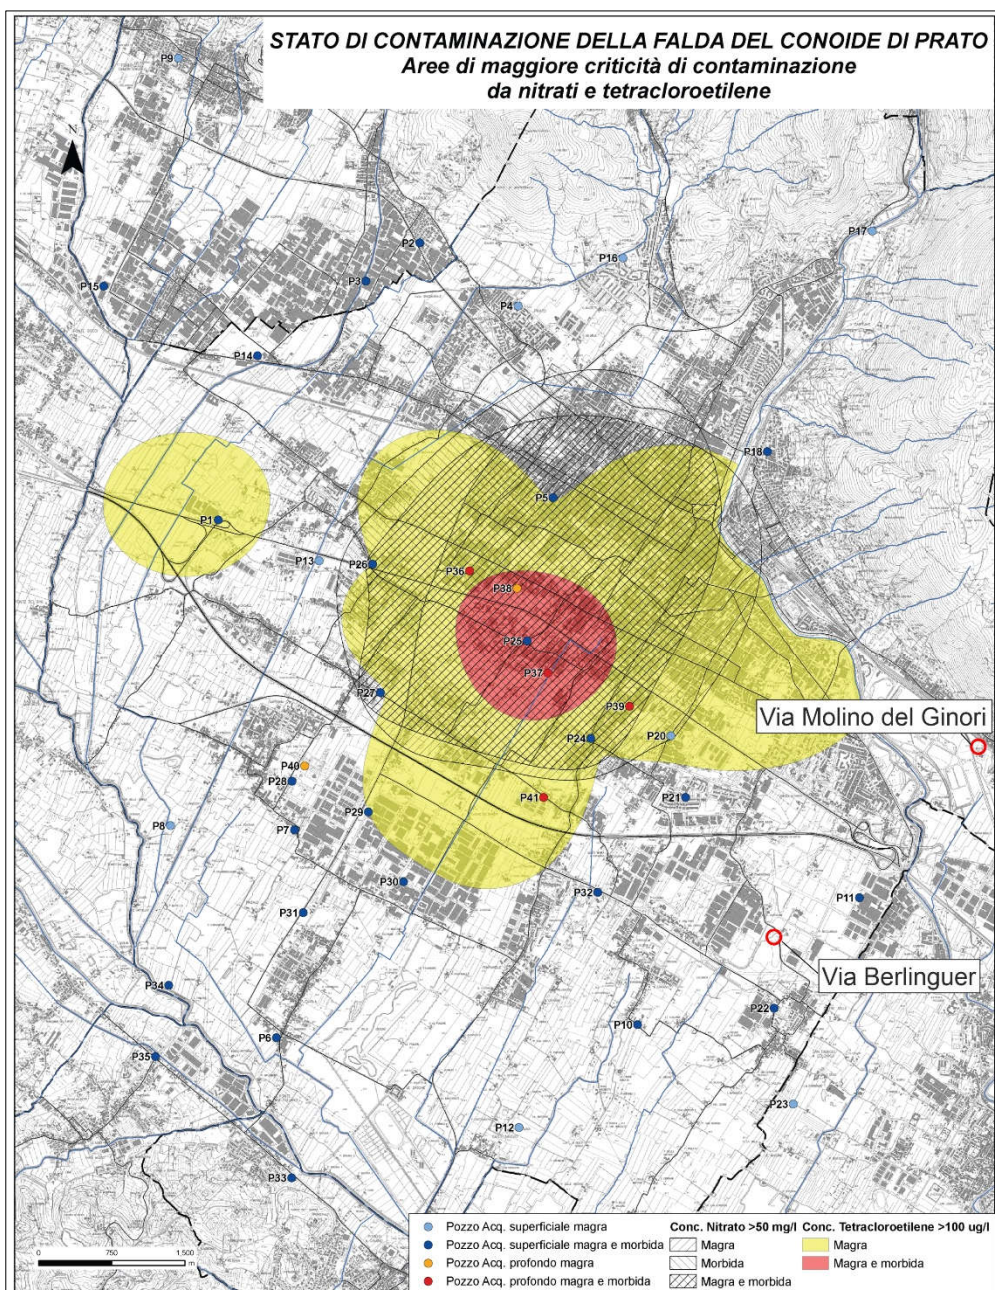 STATO DI CONTAMINAZIONE DELLA FALDA DEL CONOIDE DI PRATO
Aree di maggiore criticità di contaminazione
da nitrati e tetracloroetilene
P9
N
P17
P2
P16
P15
P3
P4
P14
P18
P5
P1
P13
P26
P36
P38
P25
P37
P27
P39
Via Molino del Ginori
P24
P20
P40
P28
P41
P21
P29
P8
P7
P30
P32
P11
P31
Via Berlinguer
P34
P22
P10
P6
P35
P23
P12
P33
0 750 1,500
m
Pozzo Acq. superficiale magra
Pozzo Acq. superficiale magra e morbida
Pozzo Acq. profondo magra
Pozzo Acq. profondo magra e morbida
Conc. Nitrato >50 mg/l
Magra
Morbida
Magra e morbida
Conc. Tetracloroetilene >100 ug/l
Magra
Magra e morbida